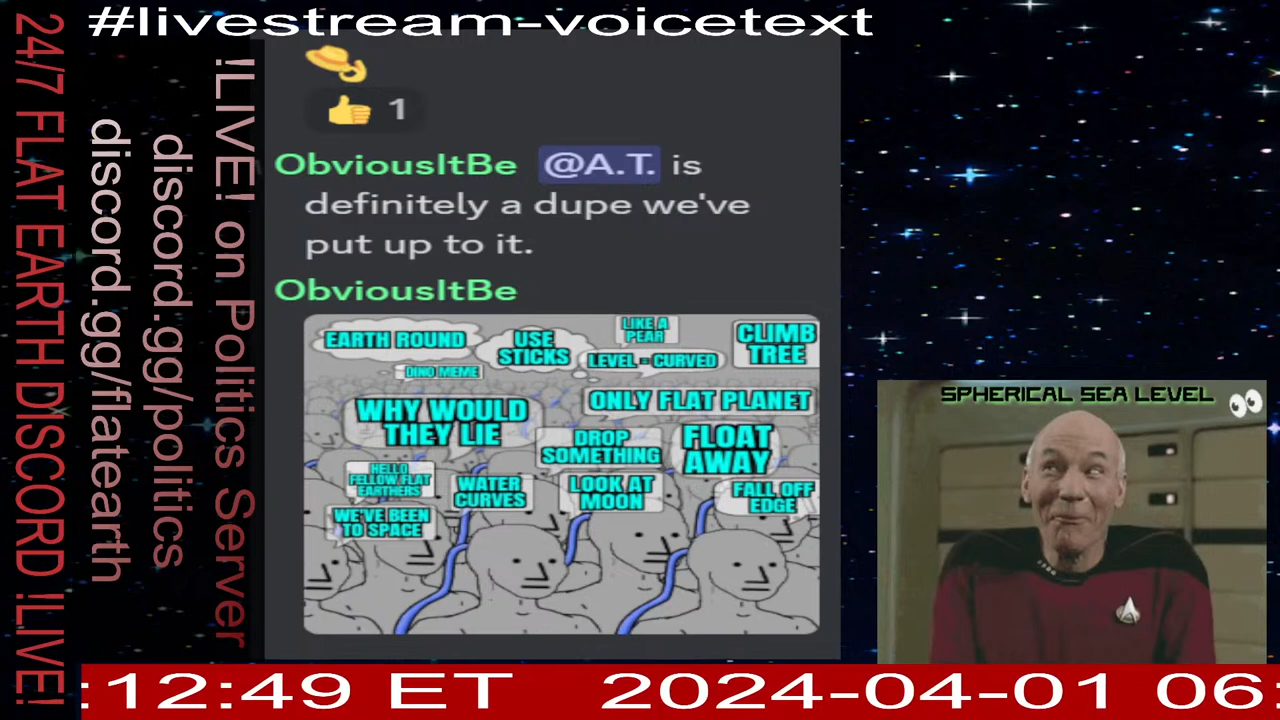 #livestream-voicetext
24/7 FLAT EARTH DISCORD !LIVE!
discord.gg/flatearth
discord.gg/politics
!LIVE! on Politics Server
1
ObviousItBe @A.T. is
definitely a dupe we've
put up to it.
ObviousItBe
EARTH ROUND
USE
STICKS
LIKE A
PEAR
CLIMB
TREE
DINO MEME
LEVEL = CURVED
WHY WOULD
THEY LIE
ONLY FLAT PLANET
DROP
SOMETHING
FLOAT
AWAY
HELLO
FELLOW FLAT
EARTHERS
WATER
CURVES
LOOK AT
MOON
FALL OFF
EDGE
WE'VE BEEN
TO SPACE
SPHERICAL SEA LEVEL
:12:49 ET 2024-04-01 06: